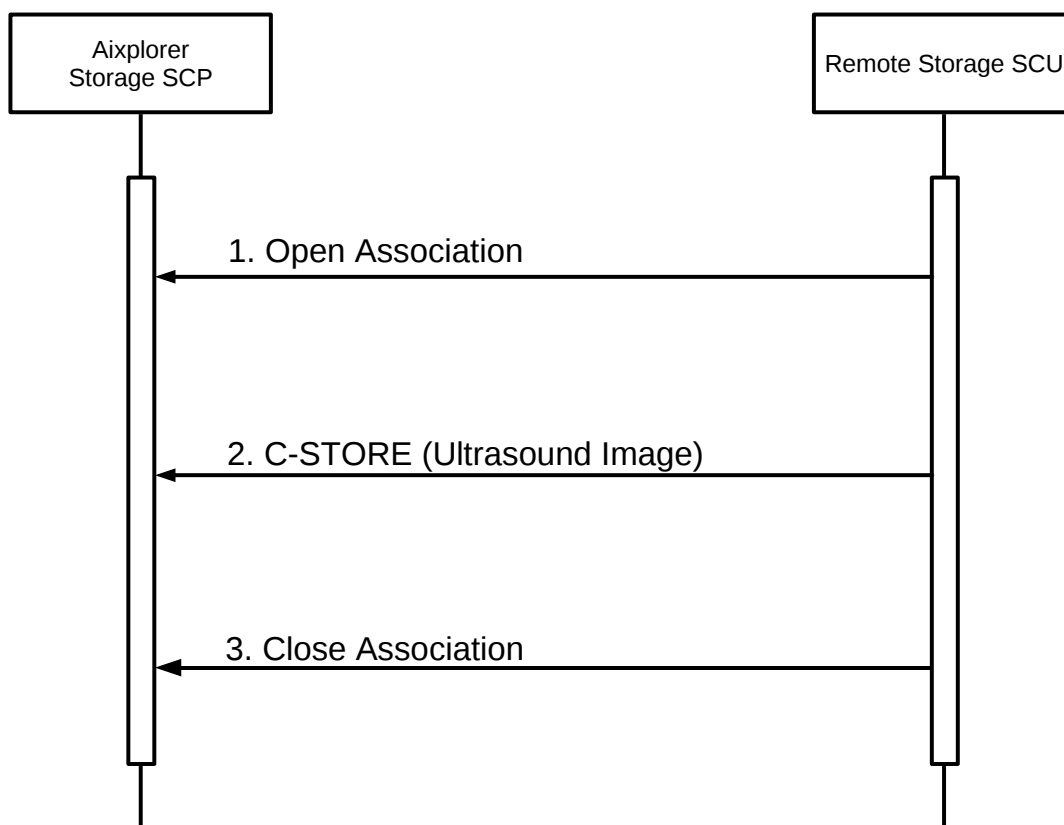 Aixplorer
Storage SCP
Remote Storage SCU
1. Open Association
2. C-STORE (Ultrasound Image)
3. Close Association